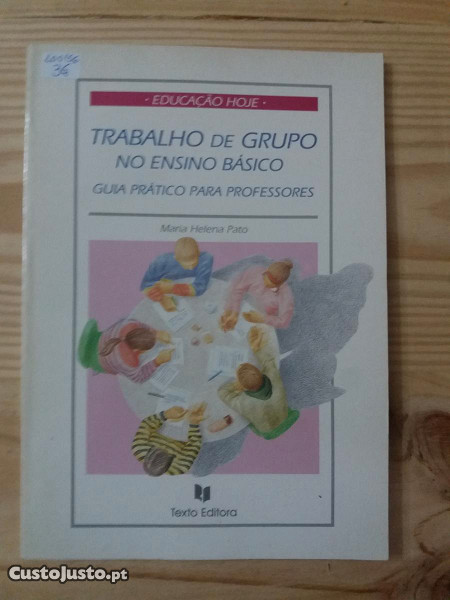 3€
· EDUCAÇÃO HOJE ·
TRABALHO DE GRUPO
NO ENSINO BÁSICO
GUIA PRÁTICO PARA PROFESSORES
Maria Helena Pato
Texto Editora
CustoJusto.pt